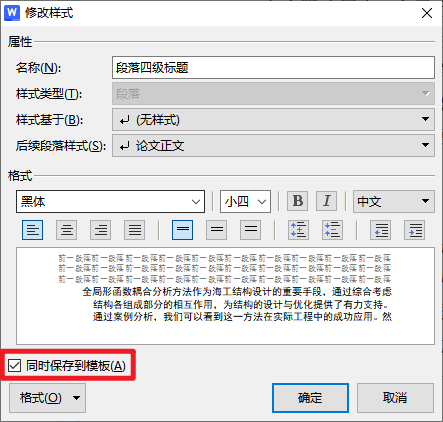 W 修改样式
属性
名称(N): 段落四级标题
样式类型(T): 段落
样式基于(B): (无样式)
后续段落样式(S): 论文正文
格式
黑体 小四 B I 中文
前一段落前一段落前一段落前一段落前一段落前一段落前一段落前一段落
前一段落前一段落前一段落前一段落前一段落前一段落前一段落前一段落
前一段落前一段落前一段落前一段落前一段落前一段落前一段落前一段落
全局形函数耦合分析方法作为海工结构设计的重要手段，通过综合考虑
结构各组成部分的相互作用，为结构的设计与优化提供了有力支持。
通过案例分析，我们可以看到这一方法在实际工程中的成功应用。然
同时保存到模板(A)
格式(O) 确定 取消